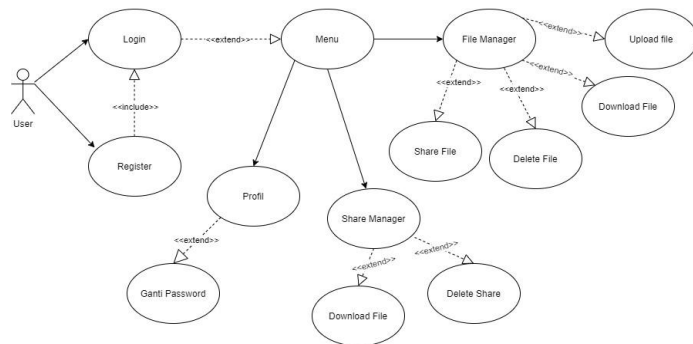 Login
<<extend>>
Menu
File Manager
<<extend>>
Upload file
<<extend>>
Download File
<<extend>>
<<extend>>
<<include>>
User
Share File
Delete File
Register
Profil
Share Manager
<<extend>>
<<extend>>
<<extend>>
Ganti Password
Download File
Delete Share